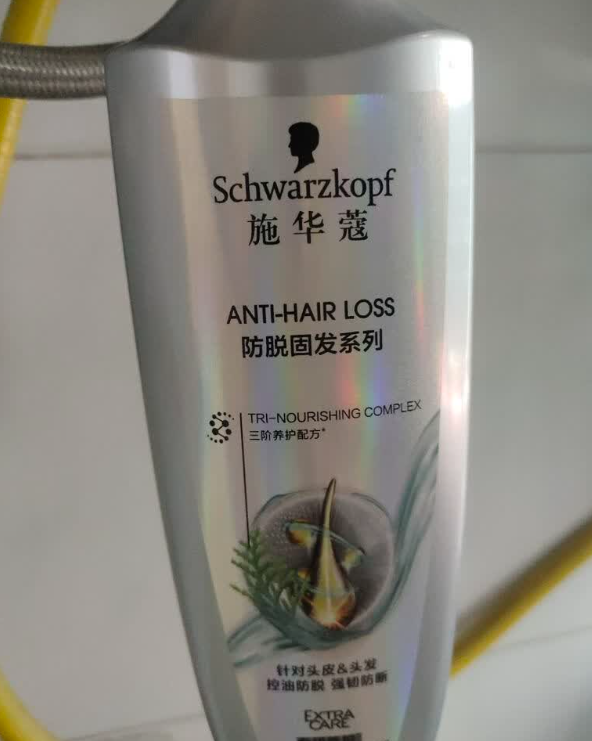 Schwarzkopf
施华蔻
ANTI-HAIR LOSS
防脱固发系列
TRI-NOURISHING COMPLEX
三阶养护配方*
针对头皮&头发
控油防脱 强韧防断
EXTRA
CARE